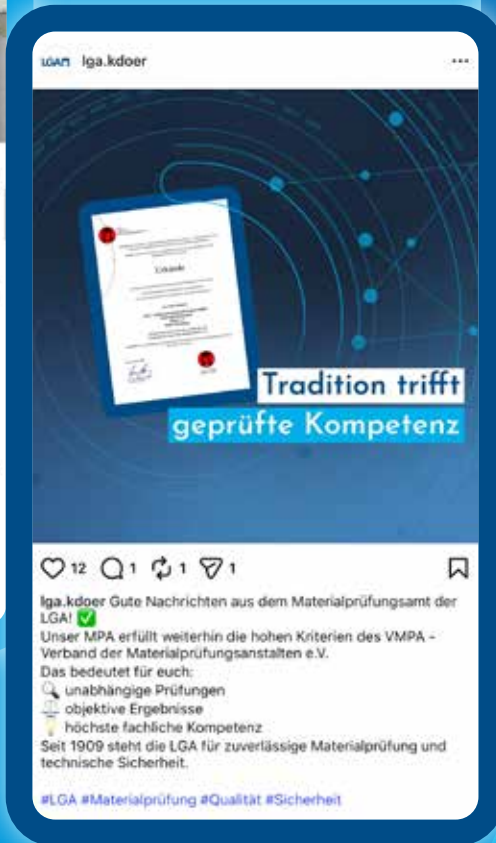 LGA lga.kdoer
Urkunde
Tradition trifft
geprüfte Kompetenz
12 1 1 1
lga.kdoer Gute Nachrichten aus dem Materialprüfungsamt der
LGA! ✅
Unser MPA erfüllt weiterhin die hohen Kriterien des VMPA –
Verband der Materialprüfungsanstalten e.V.
Das bedeutet für euch:
🔍 unabhängige Prüfungen
⚖️ objektive Ergebnisse
💡 höchste fachliche Kompetenz
Seit 1909 steht die LGA für zuverlässige Materialprüfung und
technische Sicherheit.
#LGA #Materialprüfung #Qualität #Sicherheit